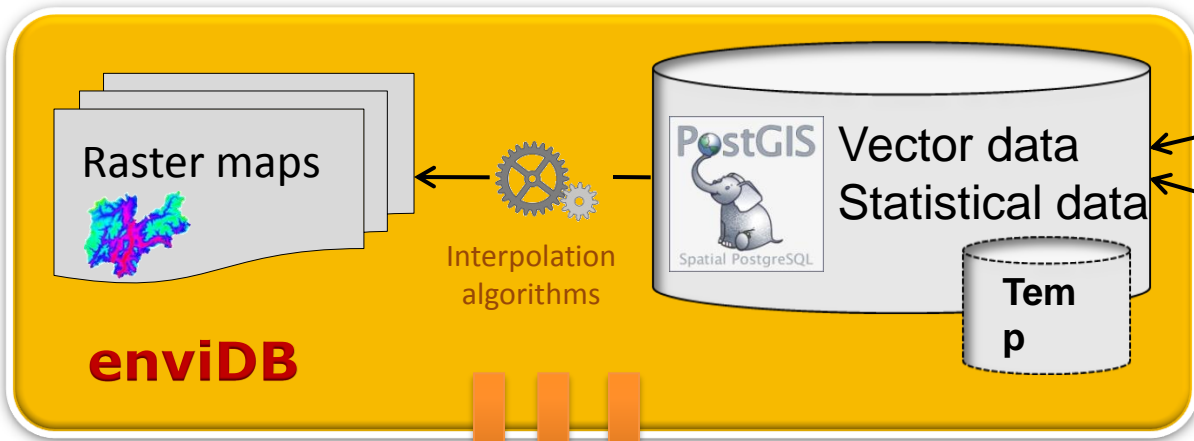 Raster maps
Interpolation
algorithms
PostGIS
Spatial PostgreSQL
Vector data
Statistical data
Tem
p
enviDB